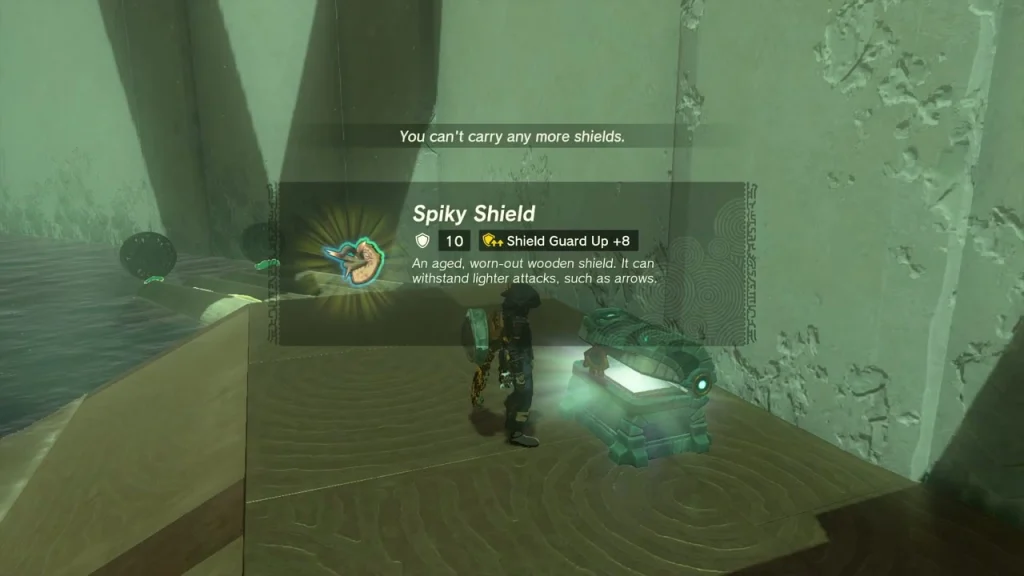 You can't carry any more shields.
Spiky Shield
10 Shield Guard Up +8
An aged, worn-out wooden shield. It can
withstand lighter attacks, such as arrows.